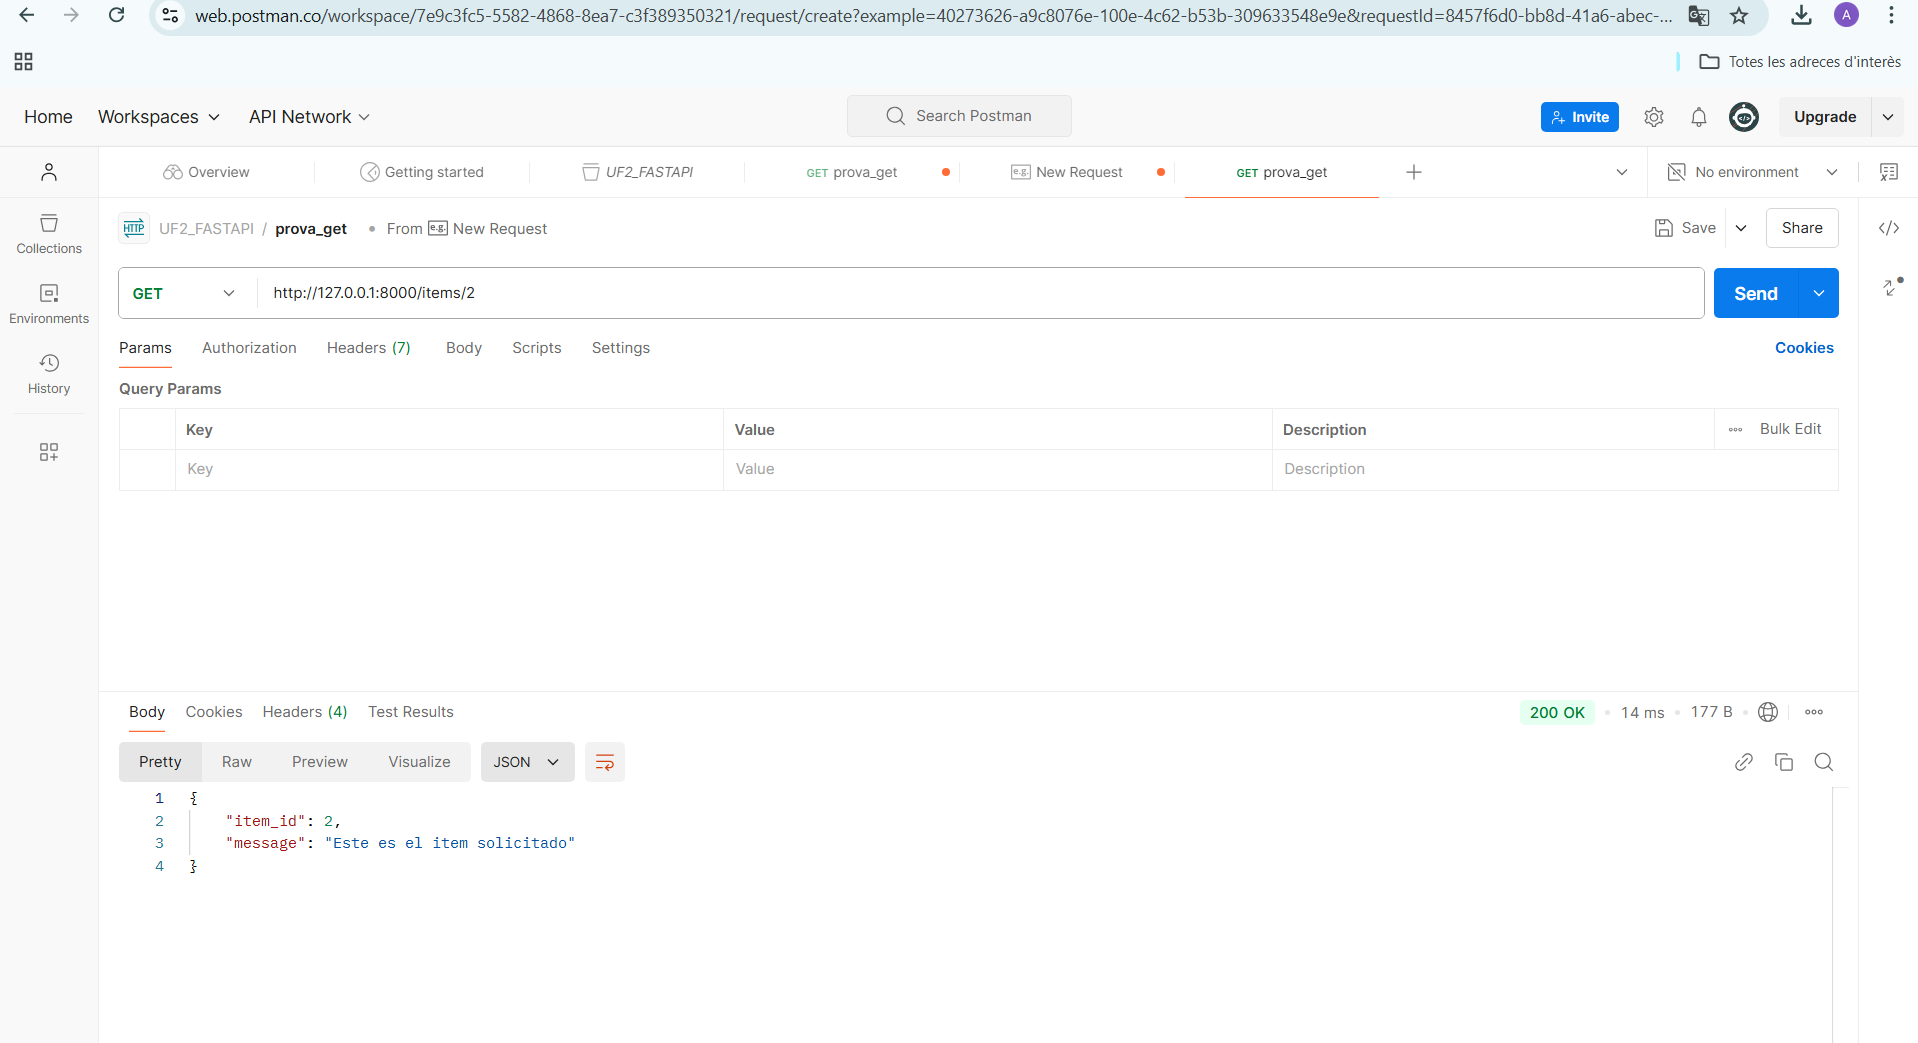 web.postman.co/workspace/7e9c3fc5-5582-4868-8ea7-c3f389350321/request/create?example=40273626-a9c8076e-100e-4c62-b53b-309633548e9e&requestId=8457f6d0-bb8d-41a6-abec-...
A
Totes les adreces d'interès
Home Workspaces API Network Search Postman Invite Upgrade
Overview Getting started UF2_FASTAPI GET prova_get e.g. New Request GET prova_get No environment
HTTP UF2_FASTAPI / prova_get From e.g. New Request Save Share
Collections
Environments
History
GET http://127.0.0.1:8000/items/2 Send
Params Authorization Headers (7) Body Scripts Settings Cookies
Query Params
Key Value Description Bulk Edit
Key Value Description
Body Cookies Headers (4) Test Results 200 OK 14 ms 177 B
Pretty Raw Preview Visualize JSON
1 {
2 "item_id": 2,
3 "message": "Este es el item solicitado"
4 }